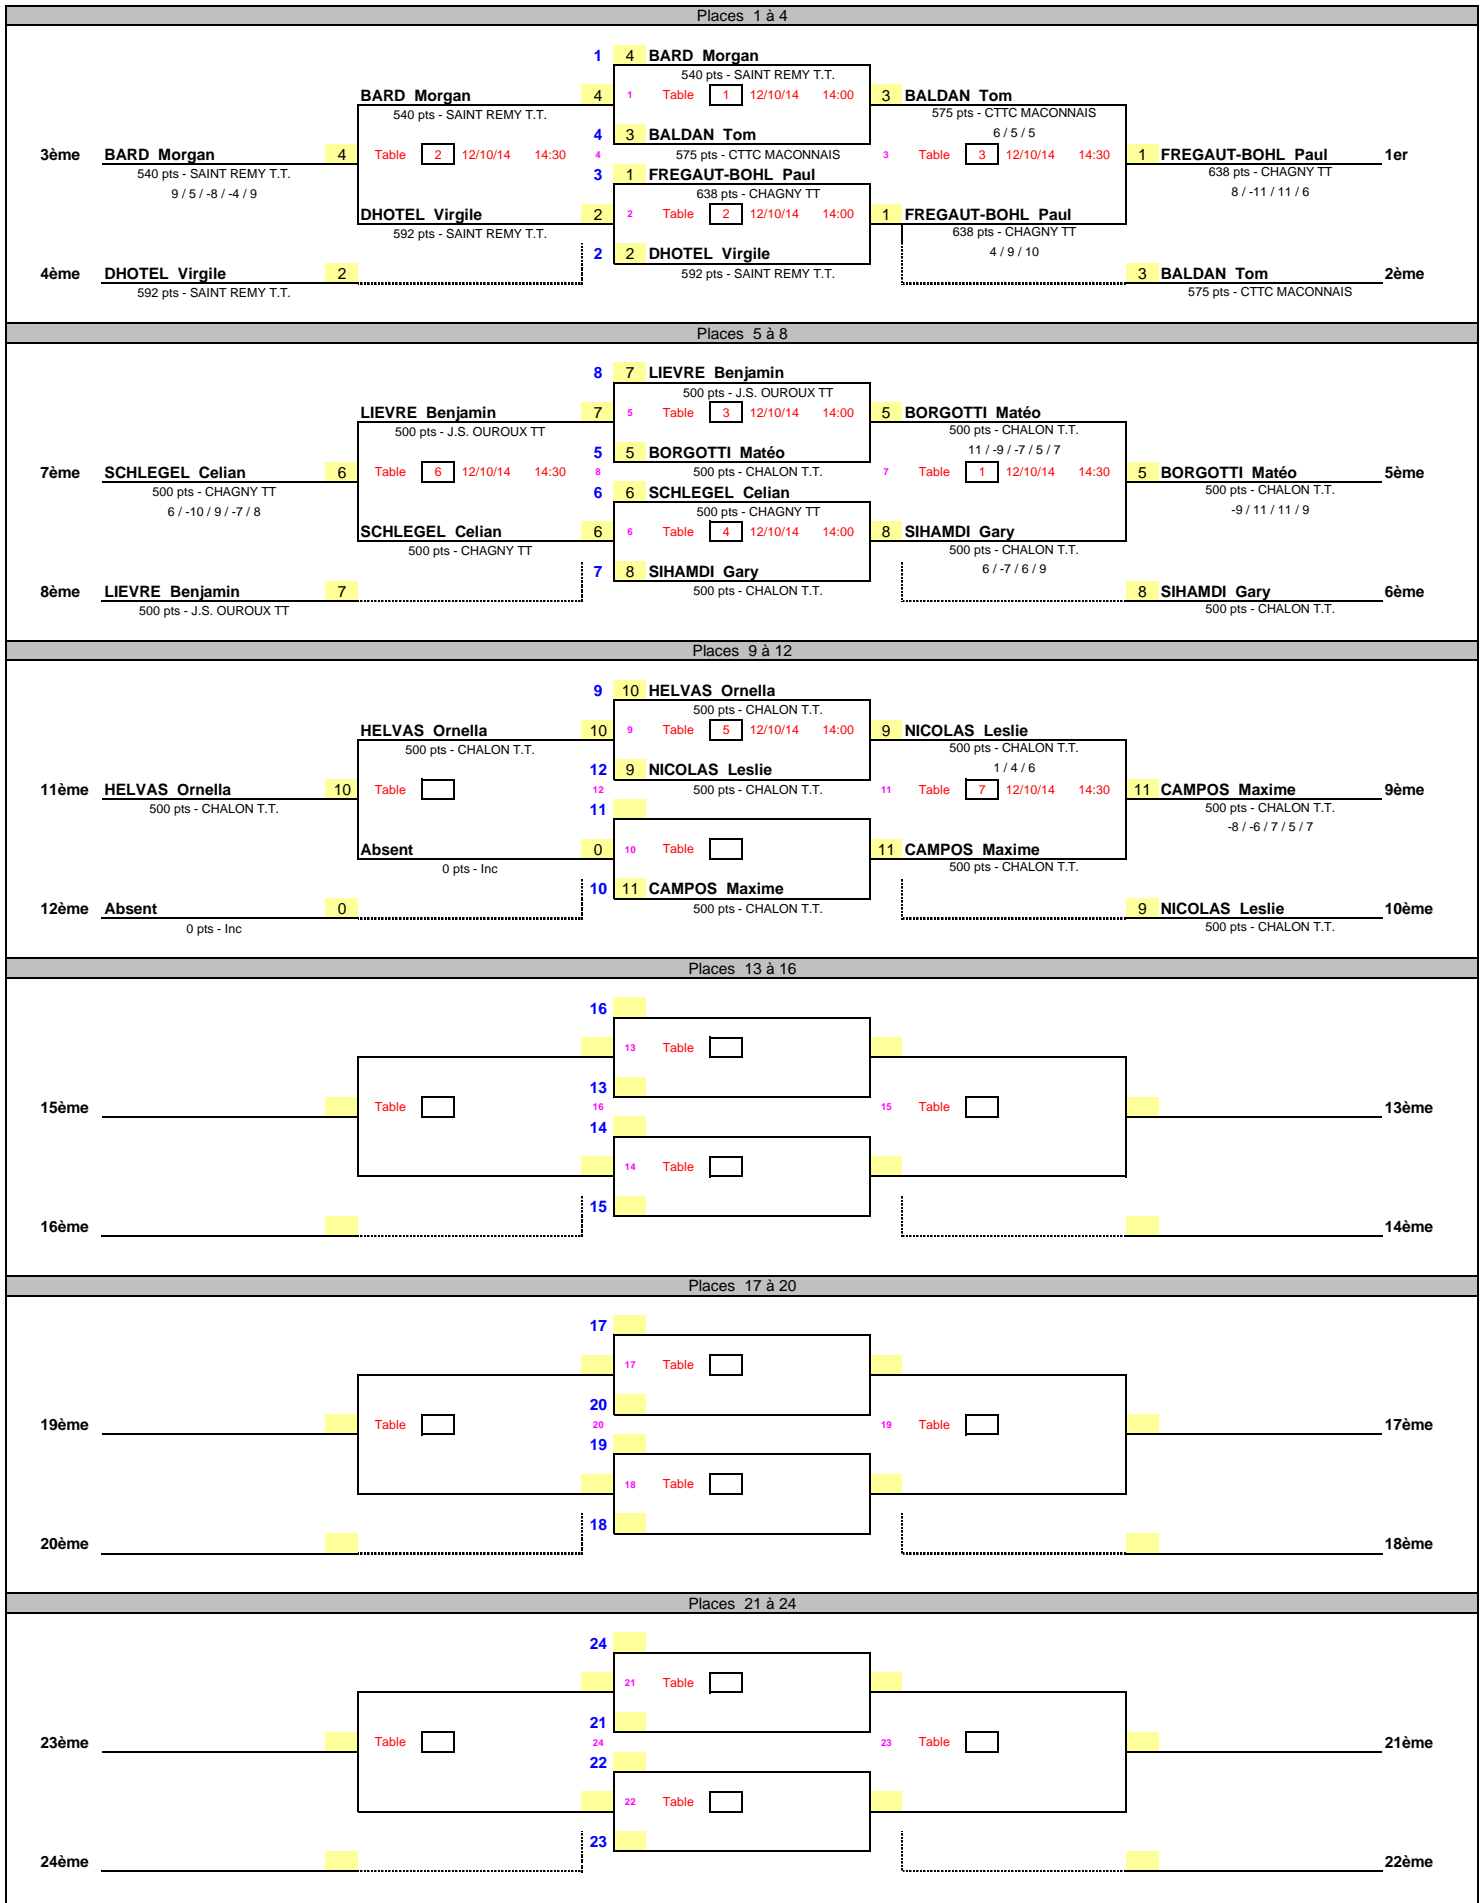 Places 1 à 4
1 4 BARD Morgan
540 pts - SAINT REMY T.T.
BARD Morgan 4 1 Table 1 12/10/14 14:00 3 BALDAN Tom
540 pts - SAINT REMY T.T. 575 pts - CTTC MACONNAIS
4 3 BALDAN Tom 6 / 5 / 5
3ème BARD Morgan 4 Table 2 12/10/14 14:30 4 575 pts - CTTC MACONNAIS 3 Table 3 12/10/14 14:30 1 FREGAUT-BOHL Paul 1er
540 pts - SAINT REMY T.T. 3 1 FREGAUT-BOHL Paul 638 pts - CHAGNY TT
9 / 5 / -8 / -4 / 9 638 pts - CHAGNY TT 8 / -11 / 11 / 6
DHOTEL Virgile 2 2 Table 2 12/10/14 14:00 1 FREGAUT-BOHL Paul
592 pts - SAINT REMY T.T. 638 pts - CHAGNY TT
2 2 DHOTEL Virgile 4 / 9 / 10
4ème DHOTEL Virgile 2 592 pts - SAINT REMY T.T. 3 BALDAN Tom 2ème
592 pts - SAINT REMY T.T. 575 pts - CTTC MACONNAIS
Places 5 à 8
8 7 LIEVRE Benjamin
500 pts - J.S. OUROUX TT
LIEVRE Benjamin 7 5 Table 3 12/10/14 14:00 5 BORGOTTI Matéo
500 pts - J.S. OUROUX TT 500 pts - CHALON T.T.
5 5 BORGOTTI Matéo 11 / -9 / -7 / 5 / 7
7ème SCHLEGEL Celian 6 Table 6 12/10/14 14:30 8 500 pts - CHALON T.T. 7 Table 1 12/10/14 14:30 5 BORGOTTI Matéo 5ème
500 pts - CHAGNY TT 6 6 SCHLEGEL Celian 500 pts - CHALON T.T.
6 / -10 / 9 / -7 / 8 500 pts - CHAGNY TT -9 / 11 / 11 / 9
SCHLEGEL Celian 6 6 Table 4 12/10/14 14:00 8 SIHAMDI Gary
500 pts - CHAGNY TT 500 pts - CHALON T.T.
7 8 SIHAMDI Gary 6 / -7 / 6 / 9
8ème LIEVRE Benjamin 7 500 pts - CHALON T.T. 8 SIHAMDI Gary 6ème
500 pts - J.S. OUROUX TT 500 pts - CHALON T.T.
Places 9 à 12
9 10 HELVAS Ornella
500 pts - CHALON T.T.
HELVAS Ornella 10 9 Table 5 12/10/14 14:00 9 NICOLAS Leslie
500 pts - CHALON T.T. 500 pts - CHALON T.T.
12 9 NICOLAS Leslie 1 / 4 / 6
11ème HELVAS Ornella 10 Table 12 500 pts - CHALON T.T. 11 Table 7 12/10/14 14:30 11 CAMPOS Maxime 9ème
500 pts - CHALON T.T. 11 500 pts - CHALON T.T.
-8 / -6 / 7 / 5 / 7
Absent 0 10 Table 11 CAMPOS Maxime
0 pts - Inc 500 pts - CHALON T.T.
10 11 CAMPOS Maxime
12ème Absent 0 500 pts - CHALON T.T. 9 NICOLAS Leslie 10ème
0 pts - Inc 500 pts - CHALON T.T.
Places 13 à 16
16
13 Table
13
15ème Table 16 15 Table 13ème
14
14 Table
15
16ème 14ème
Places 17 à 20
17
17 Table
20
19ème Table 20 19 Table 17ème
19
18 Table
18
20ème 18ème
Places 21 à 24
24
21 Table
21
23ème Table 24 23 Table 21ème
22
22 Table
23
24ème 22ème